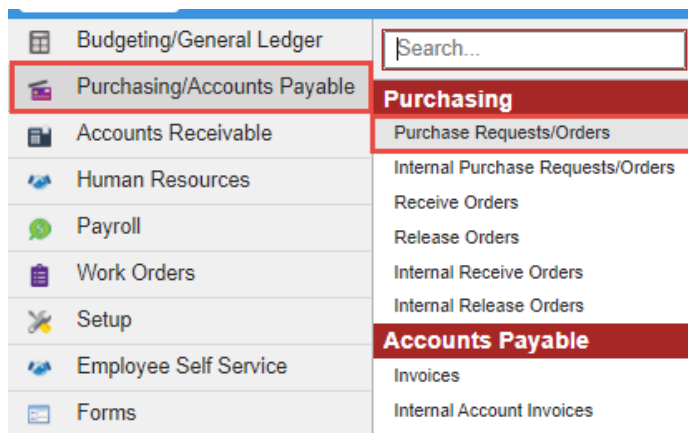 Budgeting/General Ledger
Purchasing/Accounts Payable
Accounts Receivable
Human Resources
Payroll
Work Orders
Setup
Employee Self Service
Forms
Search...
Purchasing
Purchase Requests/Orders
Internal Purchase Requests/Orders
Receive Orders
Release Orders
Internal Receive Orders
Internal Release Orders
Accounts Payable
Invoices
Internal Account Invoices